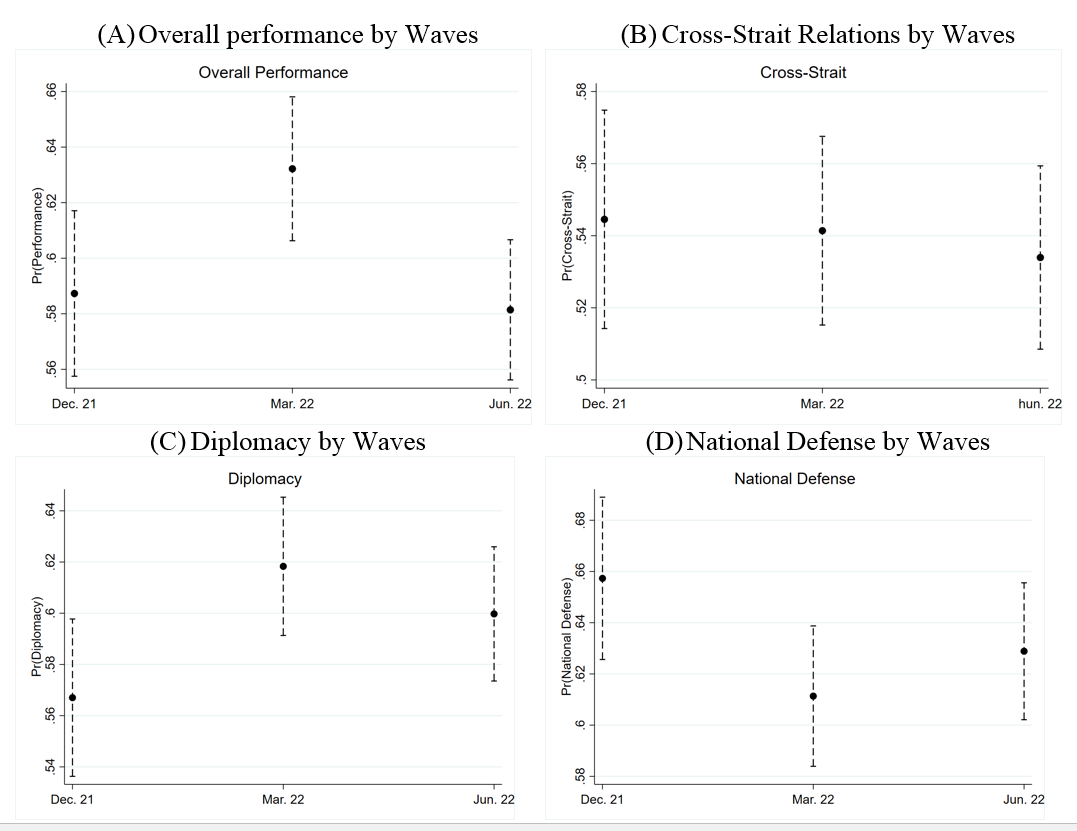 (A) Overall performance by Waves
Overall Performance
Pr(Performance)
.66
.64
.62
.6
.58
.56
Dec. 21 Mar. 22 Jun. 22
(B) Cross-Strait Relations by Waves
Cross-Strait
Pr(Cross-Strait)
.58
.56
.54
.52
.5
Dec. 21 Mar. 22 hun. 22
(C) Diplomacy by Waves
Diplomacy
Pr(Diplomacy)
.64
.62
.6
.58
.56
.54
Dec. 21 Mar. 22 Jun. 22
(D) National Defense by Waves
National Defense
Pr(National Defense)
.68
.66
.64
.62
.6
.58
Dec. 21 Mar. 22 Jun. 22